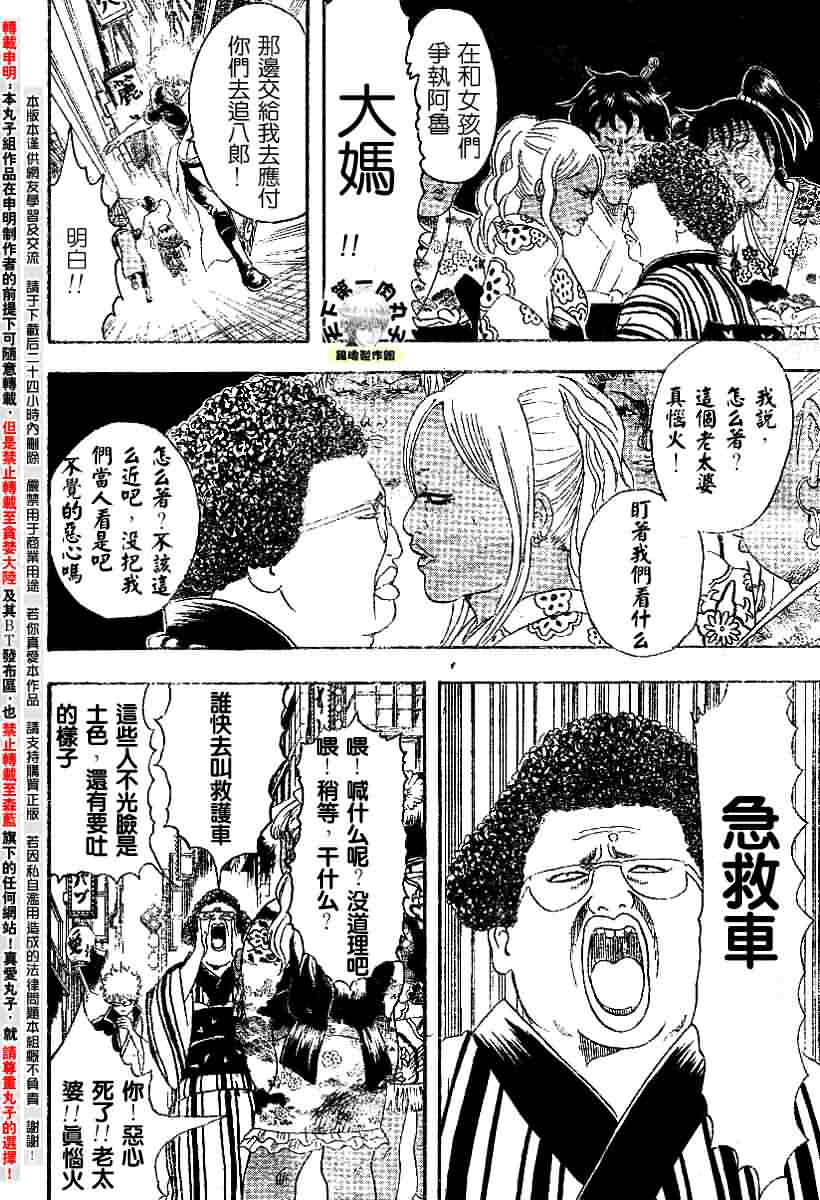 在和女孩們
爭執阿魯
大媽
!!
那邊交給我去應付
你們去追八郎!
明白!!
天下第一肉丸子
我説,
怎么着?
這個老太婆
真惱火!
盯着我們看什么
怎么着?不該這
么近吧,没把我
們當人看是吧
不覺的惡心嗎
急救車
喂!喊什么呢?没道理吧
喂!稍等,干什么?
誰快去叫救護車
這些人不光臉是
土色,還有要吐
的樣子
你!惡心
死了!!老太
婆!!真惱火
本版本僅供網友學習及交流 請于下載后二十四小時內刪除 嚴禁用于商業用途 若你真愛本作品 請支持購買正版 若因私自濫用造成的法律問題本組概不負責 謝謝!
轉載申明:本丸子組作品在申明制作者的前提下可隨意轉載,但是禁止轉載至貪婪大陸及其BT發布區,也禁止轉載至森藍旗下的任何網站!真愛丸子,就請尊重丸子的選擇!